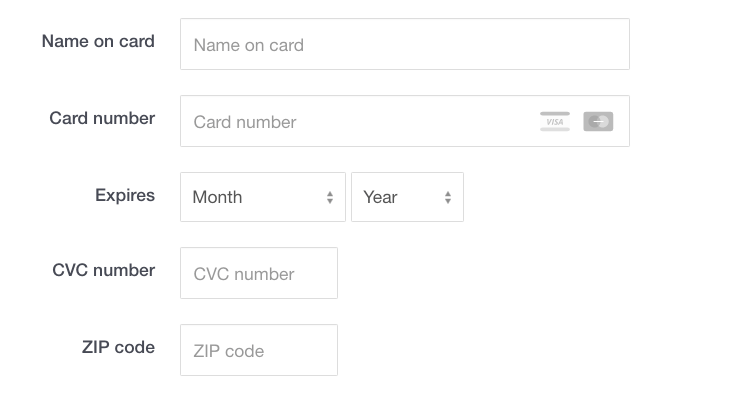 Name on card Name on card
Card number Card number VISA
Expires Month Year
CVC number CVC number
ZIP code ZIP code